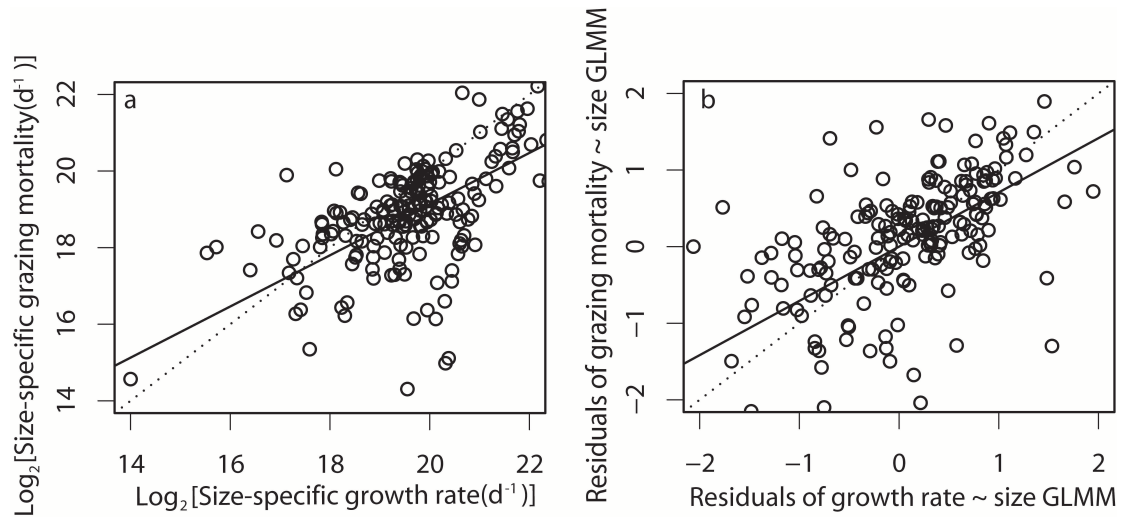 a
Log2[Size-specific grazing mortality(d-1 )]
22
20
18
16
14
14 16 18 20 22
Log2[Size-specific growth rate(d-1 )]
b
Residuals of grazing mortality ~ size GLMM
2
1
0
−1
−2
−2 −1 0 1 2
Residuals of growth rate ~ size GLMM